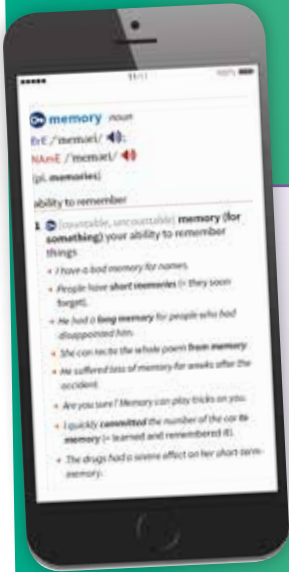 11:11 100%
memory noun
BrE /ˈmeməri/
NAmE /ˈmeməri/
(pl. memories)
ability to remember
1 [countable, uncountable] memory (for
something) your ability to remember
things
• I have a bad memory for names.
• People have short memories (= they soon
forget).
• He had a long memory for people who had
disappointed him.
• She can recite the whole poem from memory.
• He suffered loss of memory for weeks after the
accident.
• Are you sure? Memory can play tricks on you.
• I quickly committed the number of the car to
memory (= learned and remembered it).
• The drugs had a severe effect on her short-term
memory.